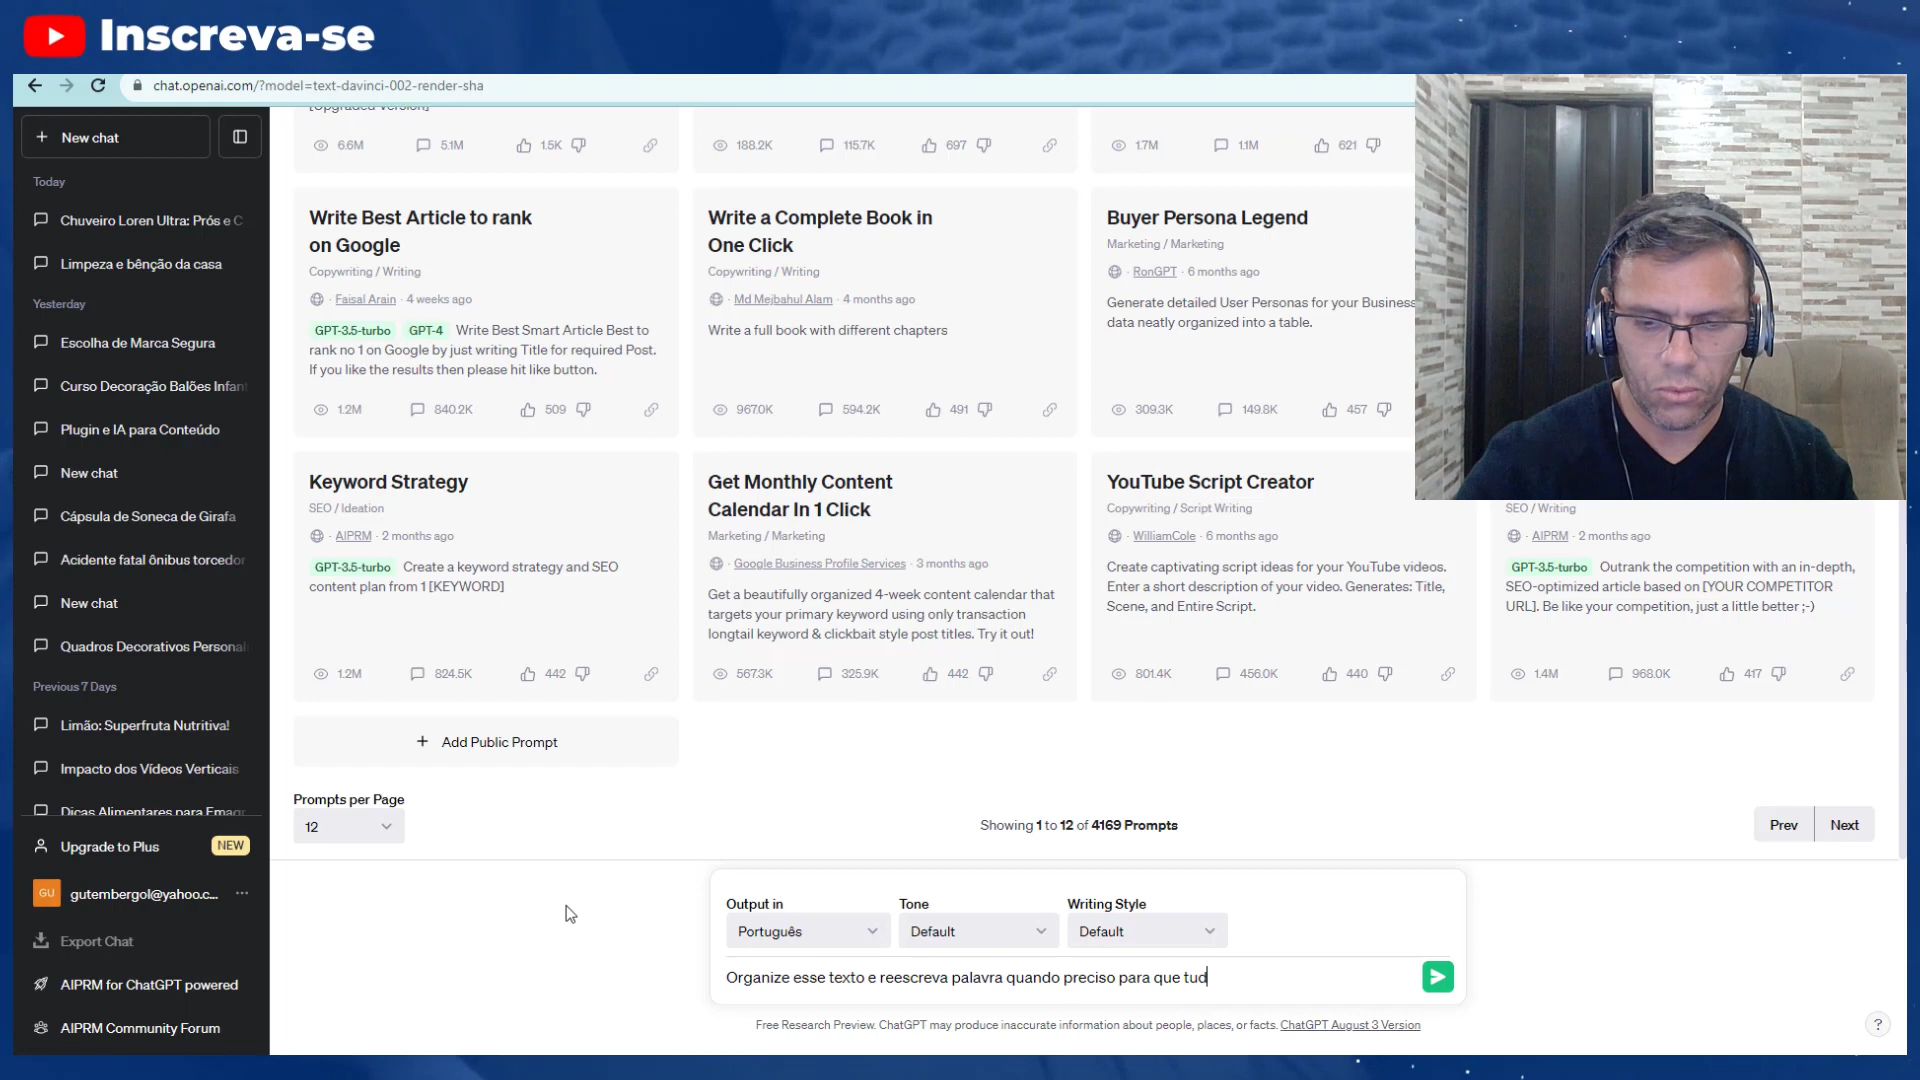 Inscreva-se
chat.openai.com/?model=text-davinci-002-render-sha
New chat
Today
Chuveiro Loren Ultra: Prós e C
Limpeza e bênção da casa
Yesterday
Escolha de Marca Segura
Curso Decoração Balões Infan
Plugin e IA para Conteúdo
New chat
Cápsula de Soneca de Girafa
Acidente fatal ônibus torcedor
New chat
Quadros Decorativos Personal
Previous 7 Days
Limão: Superfruta Nutritiva!
Impacto dos Vídeos Verticais
Dicas Alimentares para Emagr
Upgrade to Plus NEW
GU gutembergol@yahoo.c... ...
Export Chat
AIPRM for ChatGPT powered
AIPRM Community Forum
[Upgraded Version]
6.6M 5.1M 1.5K
188.2K 115.7K 697
1.7M 1.1M 621
Write Best Article to rank
on Google
Copywriting / Writing
· Faisal Arain · 4 weeks ago
GPT-3.5-turbo GPT-4 Write Best Smart Article Best to
rank no 1 on Google by just writing Title for required Post.
If you like the results then please hit like button.
1.2M 840.2K 509
Write a Complete Book in
One Click
Copywriting / Writing
· Md Mejbahul Alam · 4 months ago
Write a full book with different chapters
967.0K 594.2K 491
Buyer Persona Legend
Marketing / Marketing
· RonGPT · 6 months ago
Generate detailed User Personas for your Business
data neatly organized into a table.
309.3K 149.8K 457
Keyword Strategy
SEO / Ideation
· AIPRM · 2 months ago
GPT-3.5-turbo Create a keyword strategy and SEO
content plan from 1 [KEYWORD]
1.2M 824.5K 442
Get Monthly Content
Calendar In 1 Click
Marketing / Marketing
· Google Business Profile Services · 3 months ago
Get a beautifully organized 4-week content calendar that
targets your primary keyword using only transaction
longtail keyword & clickbait style post titles. Try it out!
567.3K 325.9K 442
YouTube Script Creator
Copywriting / Script Writing
· WilliamCole · 6 months ago
Create captivating script ideas for your YouTube videos.
Enter a short description of your video. Generates: Title,
Scene, and Entire Script.
801.4K 456.0K 440
SEO / Writing
· AIPRM · 2 months ago
GPT-3.5-turbo Outrank the competition with an in-depth,
SEO-optimized article based on [YOUR COMPETITOR
URL]. Be like your competition, just a little better ;-)
1.4M 968.0K 417
+ Add Public Prompt
Prompts per Page
12
Showing 1 to 12 of 4169 Prompts
Prev Next
Output in Tone Writing Style
Português Default Default
Organize esse texto e reescreva palavra quando preciso para que tud
Free Research Preview. ChatGPT may produce inaccurate information about people, places, or facts. ChatGPT August 3 Version
?